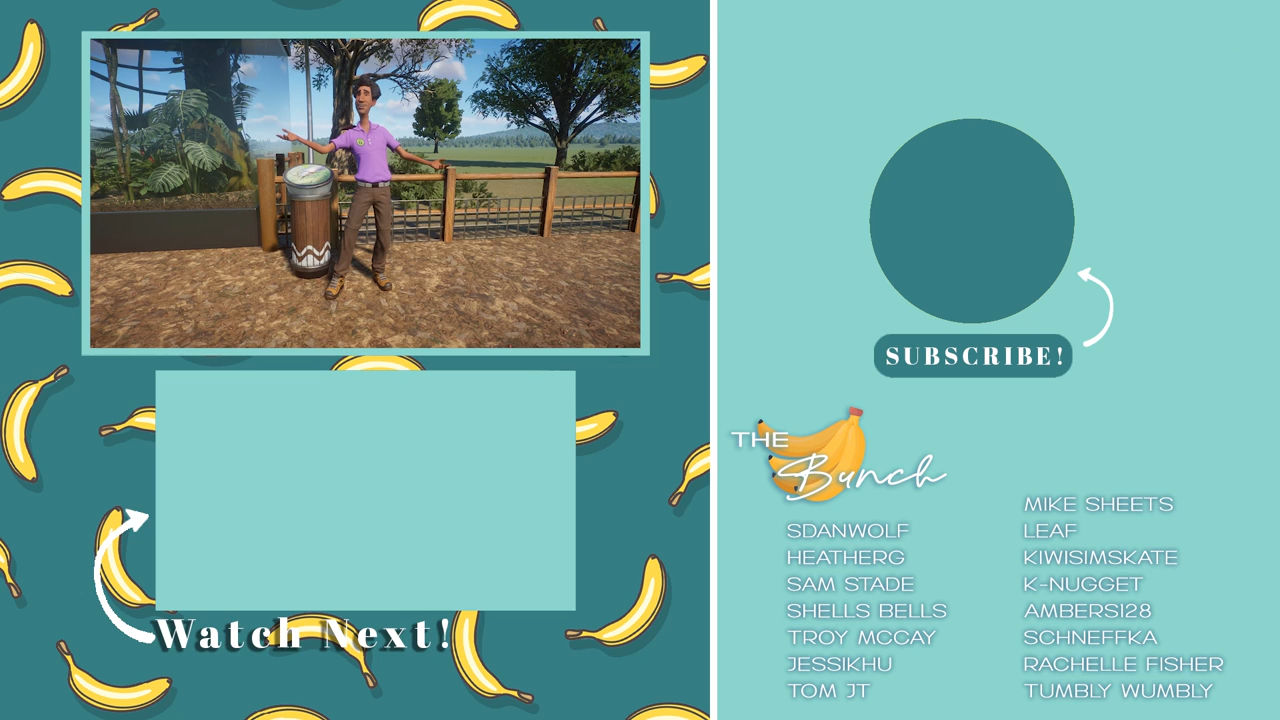 Watch Next!
SUBSCRIBE!
THE
Bunch
SDANWOLF
HEATHERG
SAM STADE
SHELLS BELLS
TROY MCCAY
JESSIKHU
TOM JT
MIKE SHEETS
LEAF
KIWISIMSKATE
K-NUGGET
AMBERS128
SCHNEFFKA
RACHELLE FISHER
TUMBLY WUMBLY